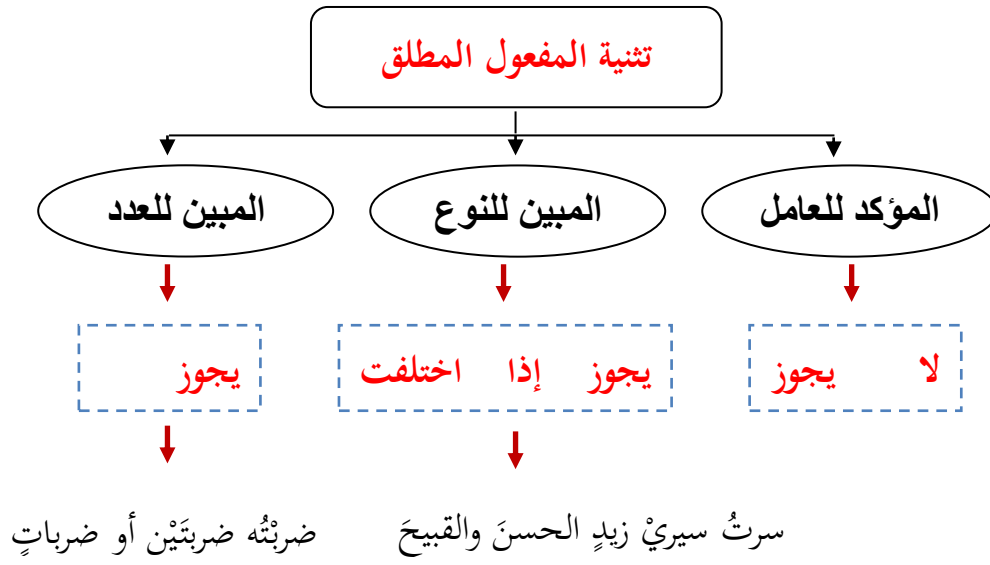 تثنية المفعول المطلق
المؤكد للعامل
المبين للنوع
المبين للعدد
لا يجوز
يجوز إذا اختلفت
يجوز
سرتُ سيريْ زيدٍ الحسنَ والقبيحَ
ضربْتُه ضربتَيْن أو ضرباتٍ